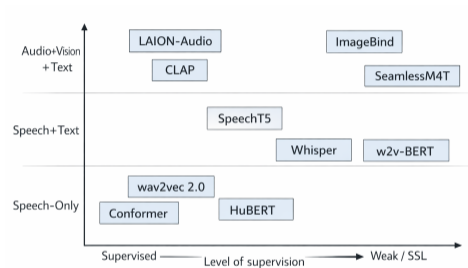 Audio+Vision
+Text
LAION-Audio
ImageBind
CLAP
SeamlessM4T
Speech+Text
SpeechT5
Whisper
w2v-BERT
Speech-Only
wav2vec 2.0
Conformer
HuBERT
Supervised
Level of supervision
Weak / SSL